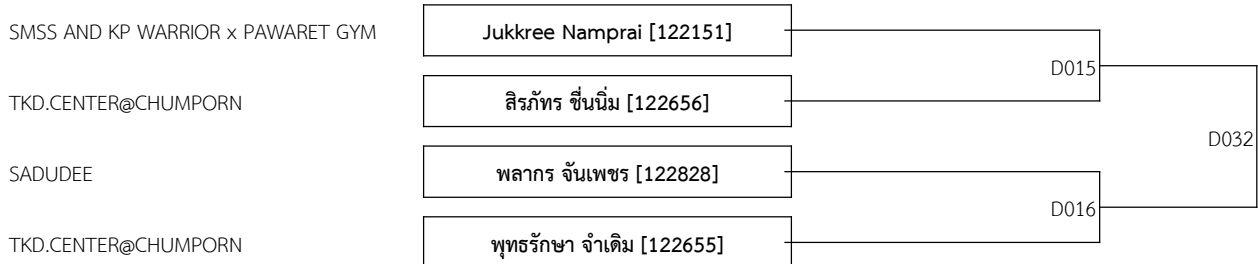 SMSS AND KP WARRIOR x PAWARET GYM Jukkree Namprai [122151]
D015
TKD.CENTER@CHUMPORN สิรภัทร ชื่นนิ่ม [122656]
D032
SADUDEE พลากร จันเพชร [122828]
D016
TKD.CENTER@CHUMPORN พุทธรักษา จำเดิม [122655]